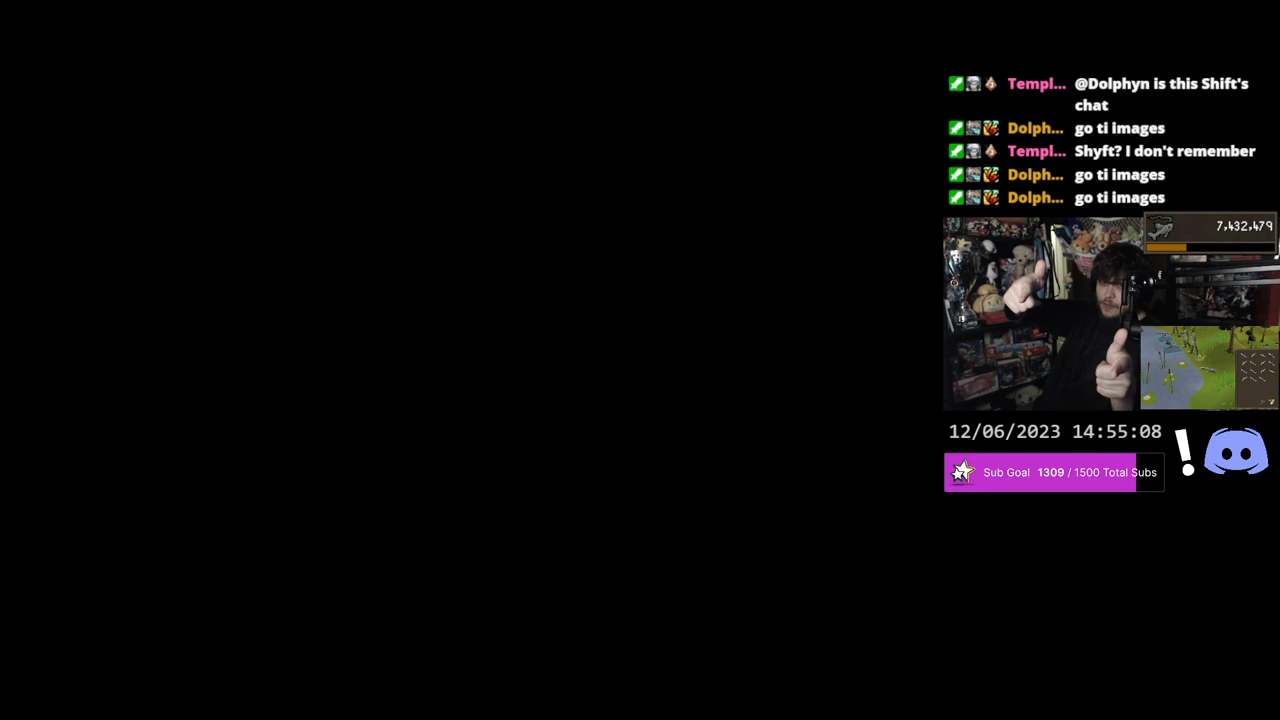 Templ... @Dolphyn is this Shift's
chat
Dolph... go ti images
Templ... Shyft? I don't remember
Dolph... go ti images
Dolph... go ti images
7,432,479
12/06/2023 14:55:08
!
Sub Goal 1309 / 1500 Total Subs